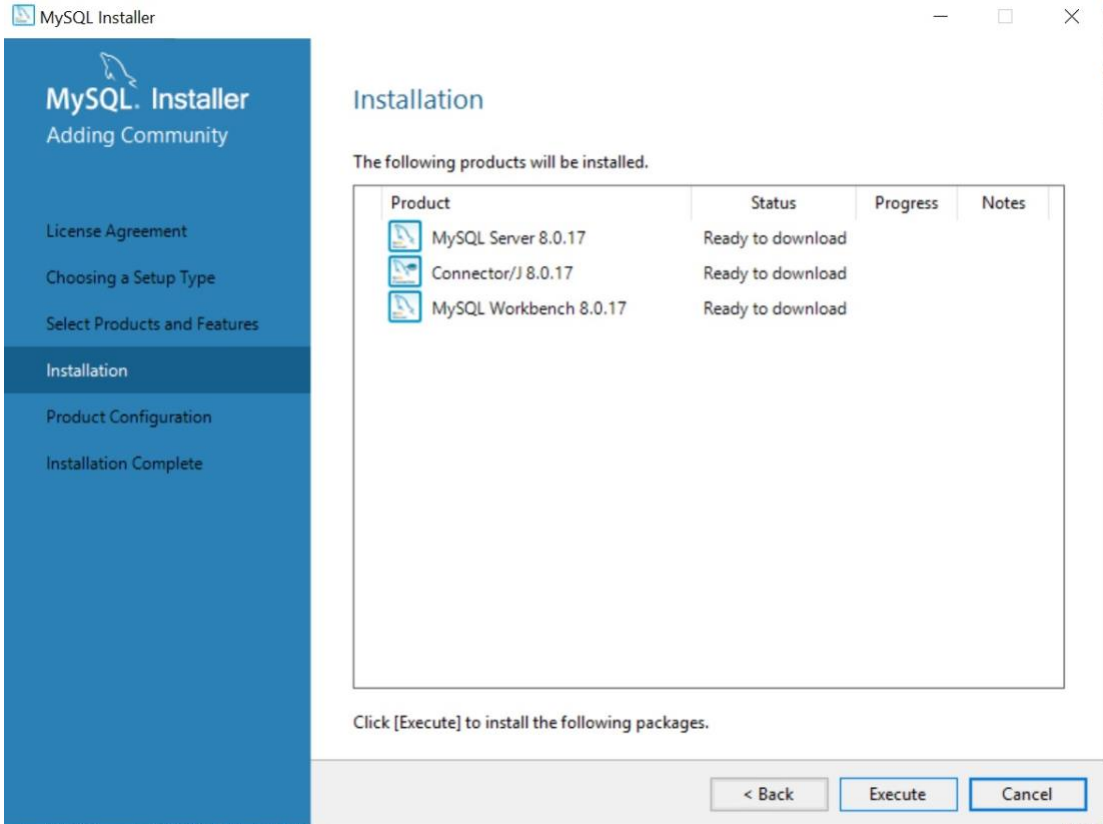 MySQL Installer
MySQL. Installer
Adding Community
License Agreement
Choosing a Setup Type
Select Products and Features
Installation
Product Configuration
Installation Complete
Installation
The following products will be installed.
Product Status Progress Notes
MySQL Server 8.0.17 Ready to download
Connector/J 8.0.17 Ready to download
MySQL Workbench 8.0.17 Ready to download
Click [Execute] to install the following packages.
< Back Execute Cancel